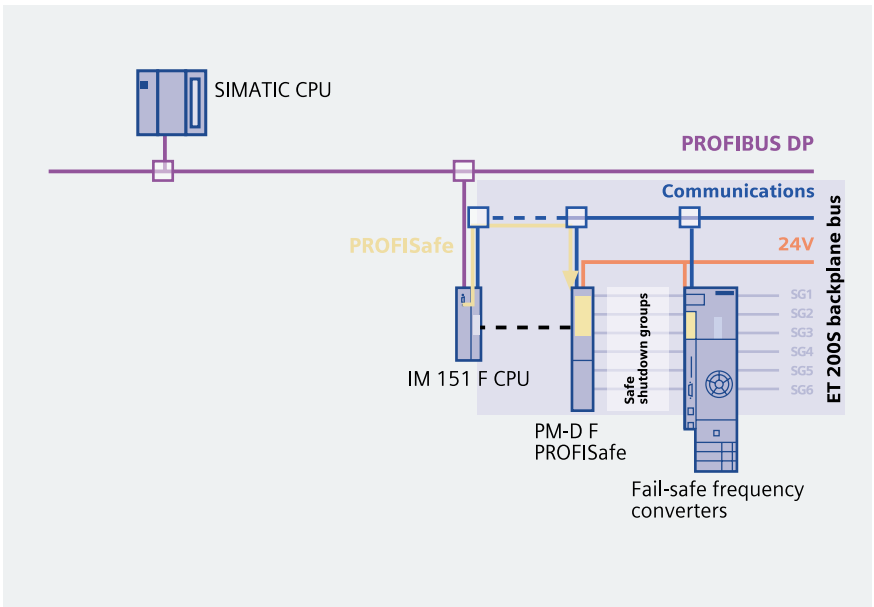 SIMATIC CPU
PROFIBUS DP
Communications
PROFISafe
24V
SG1
SG2
SG3
SG4
SG5
SG6
Safe
shutdown groups
ET 200S backplane bus
IM 151 F CPU
PM-D F
PROFISafe
Fail-safe frequency
converters